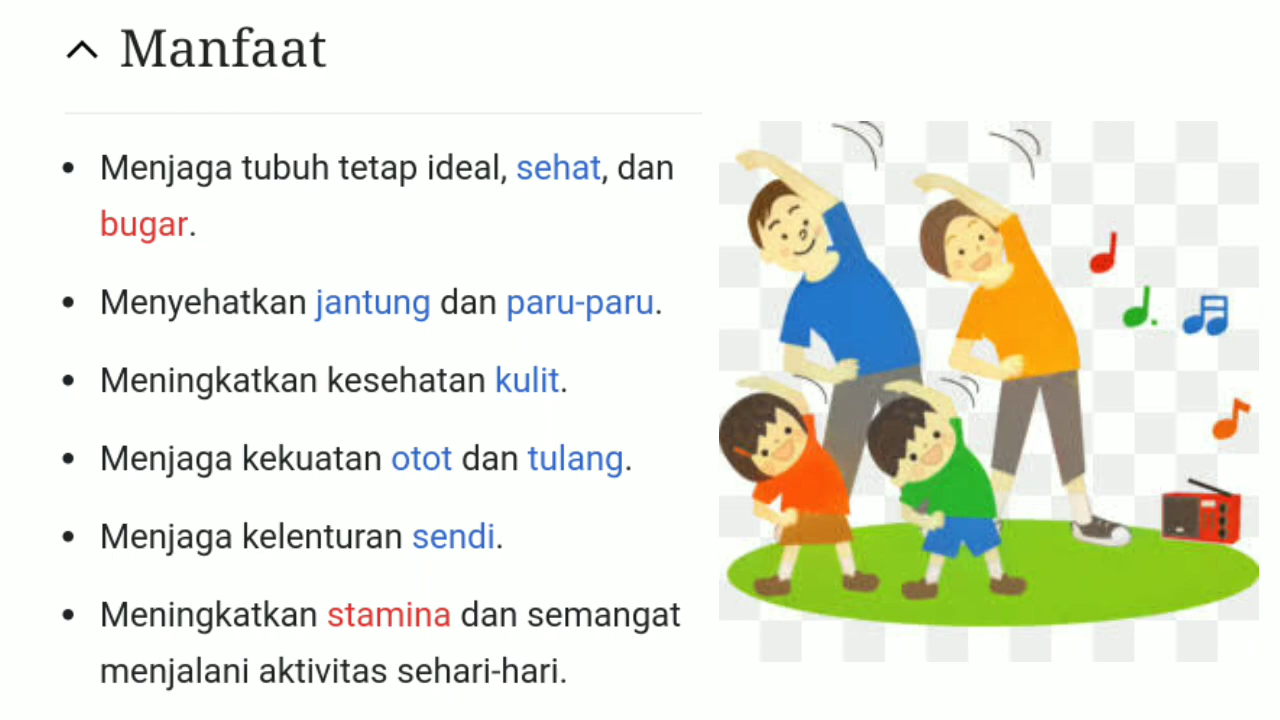 Manfaat
Menjaga tubuh tetap ideal, sehat, dan
bugar.
Menyehatkan jantung dan paru-paru.
Meningkatkan kesehatan kulit.
Menjaga kekuatan otot dan tulang.
Menjaga kelenturan sendi.
Meningkatkan stamina dan semangat
menjalani aktivitas sehari-hari.